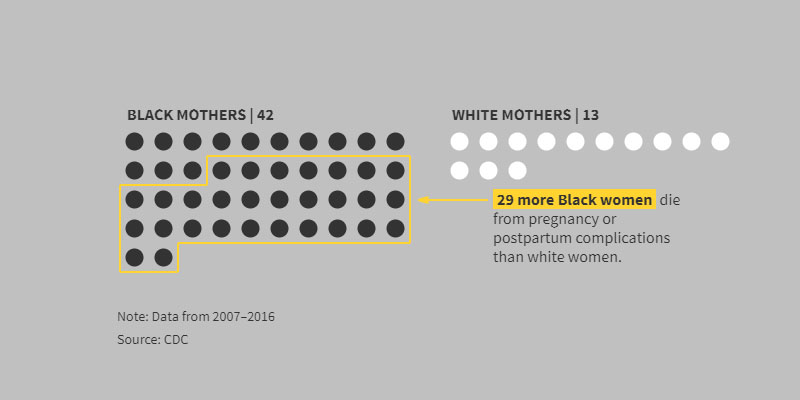 BLACK MOTHERS | 42
WHITE MOTHERS | 13
29 more Black women die
from pregnancy or
postpartum complications
than white women.
Note: Data from 2007–2016
Source: CDC